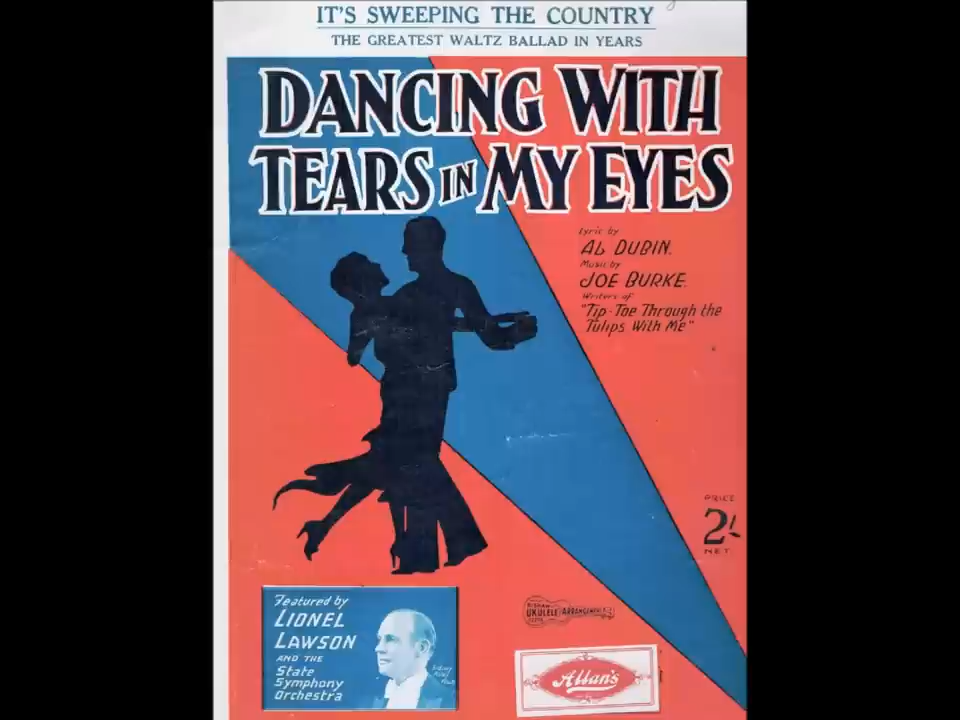 IT'S SWEEPING THE COUNTRY
THE GREATEST WALTZ BALLAD IN YEARS
DANCING WITH
TEARS IN MY EYES
Lyric by
AL DUBIN.
Music by
JOE BURKE.
Writers of
"Tip-Toe Through the
Tulips With Me"
PRICE
2/-
NET
Featured by
LIONEL
LAWSON
AND THE
State
Symphony
Orchestra
UKULELE ARRANGEMENT
Allan's